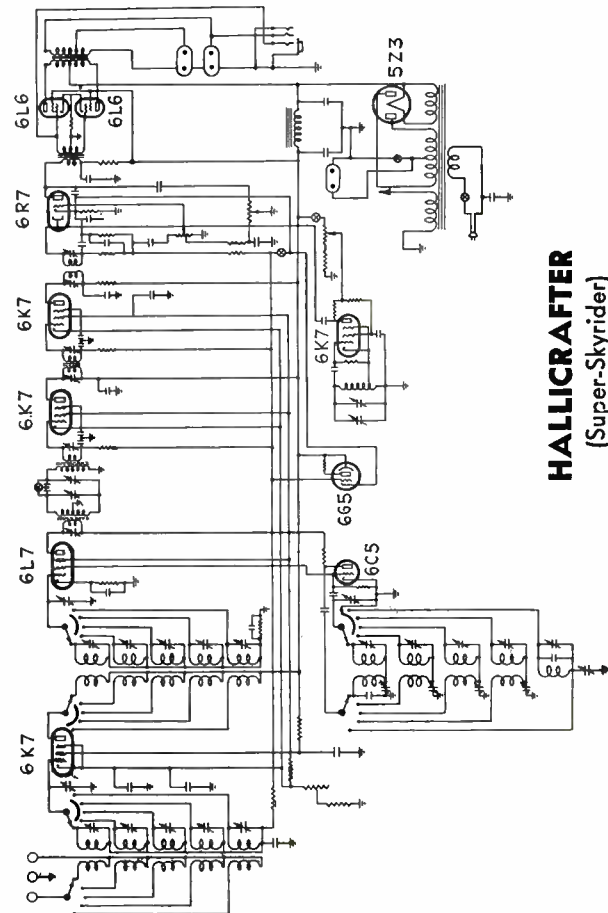 6L6
6L6
6R7
6K7
6K7
6L7
6K7
5Z3
6K7
6G5
6C5
HALLICRAFTER
(Super-Skyrider)